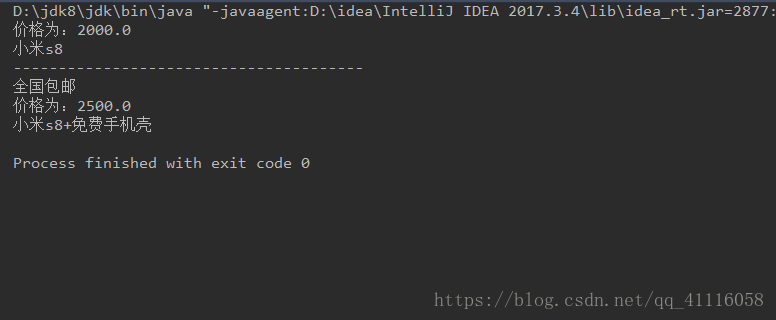 D:\jdk8\jdk\bin\java "-javaagent:D:\idea\IntelliJ IDEA 2017.3.4\lib\idea_rt.jar=2877:
价格为：2000.0
小米s8
---------------------------------------
全国包邮
价格为：2500.0
小米s8+免费手机壳
Process finished with exit code 0
https://blog.csdn.net/qq_41116058